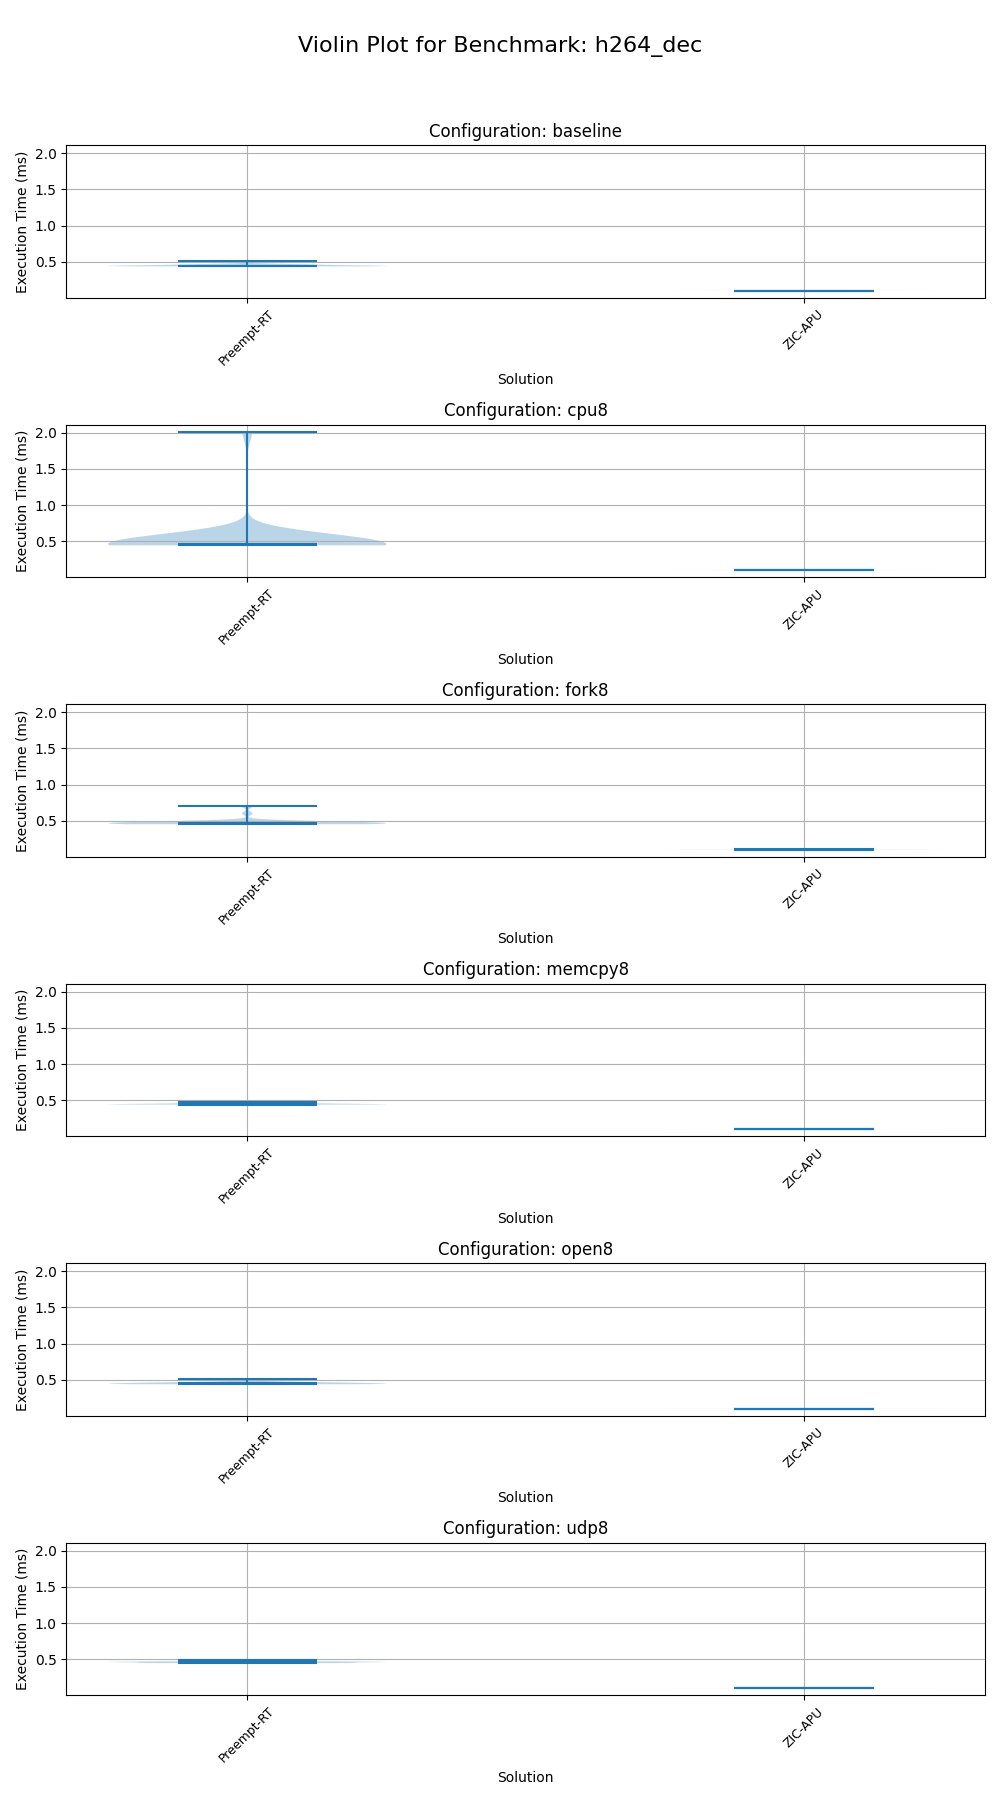 Violin Plot for Benchmark: h264_dec
Configuration: baseline
Execution Time (ms)
2.0
1.5
1.0
0.5
Preempt-RT
ZIC-APU
Solution
Configuration: cpu8
Execution Time (ms)
2.0
1.5
1.0
0.5
Preempt-RT
ZIC-APU
Solution
Configuration: fork8
Execution Time (ms)
2.0
1.5
1.0
0.5
Preempt-RT
ZIC-APU
Solution
Configuration: memcpy8
Execution Time (ms)
2.0
1.5
1.0
0.5
Preempt-RT
ZIC-APU
Solution
Configuration: open8
Execution Time (ms)
2.0
1.5
1.0
0.5
Preempt-RT
ZIC-APU
Solution
Configuration: udp8
Execution Time (ms)
2.0
1.5
1.0
0.5
Preempt-RT
ZIC-APU
Solution